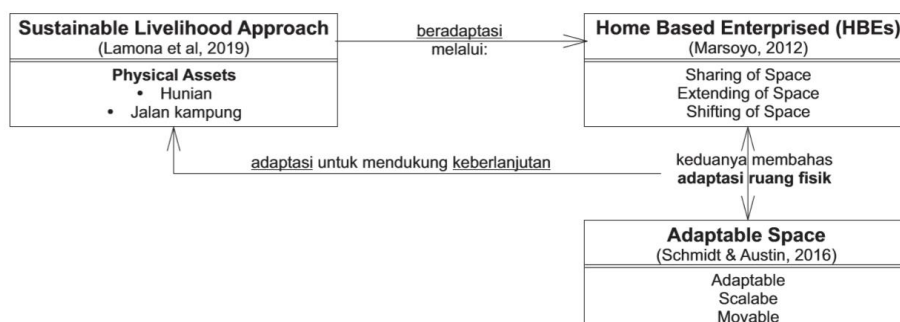 Sustainable Livelihood Approach
(Lamona et al, 2019)
Physical Assets
• Hunian
• Jalan kampung
beradaptasi
melalui:
Home Based Enterprised (HBEs)
(Marsoyo, 2012)
Sharing of Space
Extending of Space
Shifting of Space
adaptasi untuk mendukung keberlanjutan
keduanya membahas
adaptasi ruang fisik
Adaptable Space
(Schmidt & Austin, 2016)
Adaptable
Scalabe
Movable